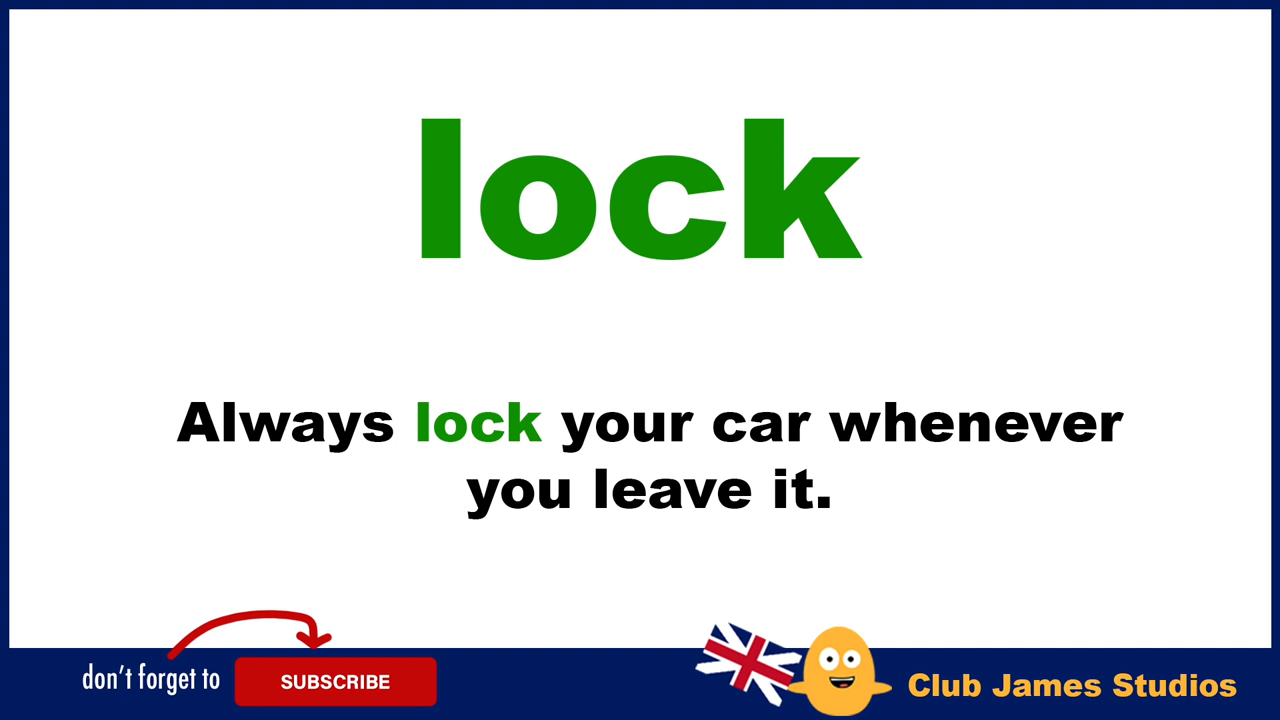 lock
Always lock your car whenever
you leave it.
don't forget to SUBSCRIBE
Club James Studios